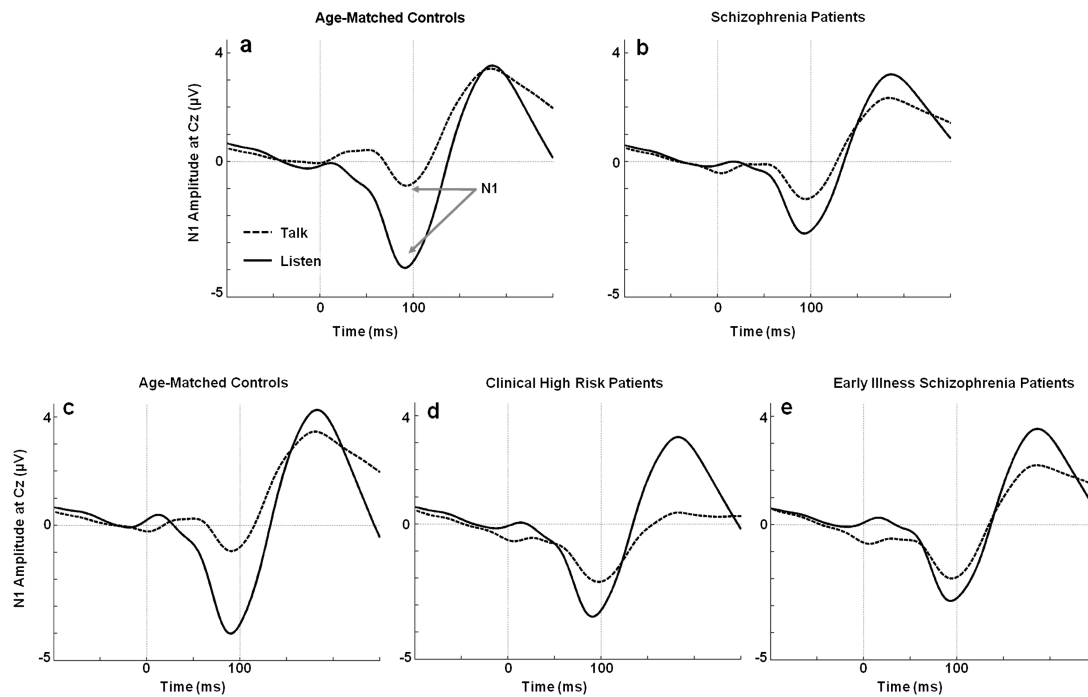 Age-Matched Controls
Schizophrenia Patients
a
b
4
0
-5
N1 Amplitude at Cz (µV)
N1
Talk
Listen
0
100
Time (ms)
4
0
-5
0
100
Time (ms)
Age-Matched Controls
Clinical High Risk Patients
Early Illness Schizophrenia Patients
c
d
e
4
0
-5
N1 Amplitude at Cz (µV)
0
100
Time (ms)
4
0
-5
0
100
Time (ms)
4
0
-5
0
100
Time (ms)